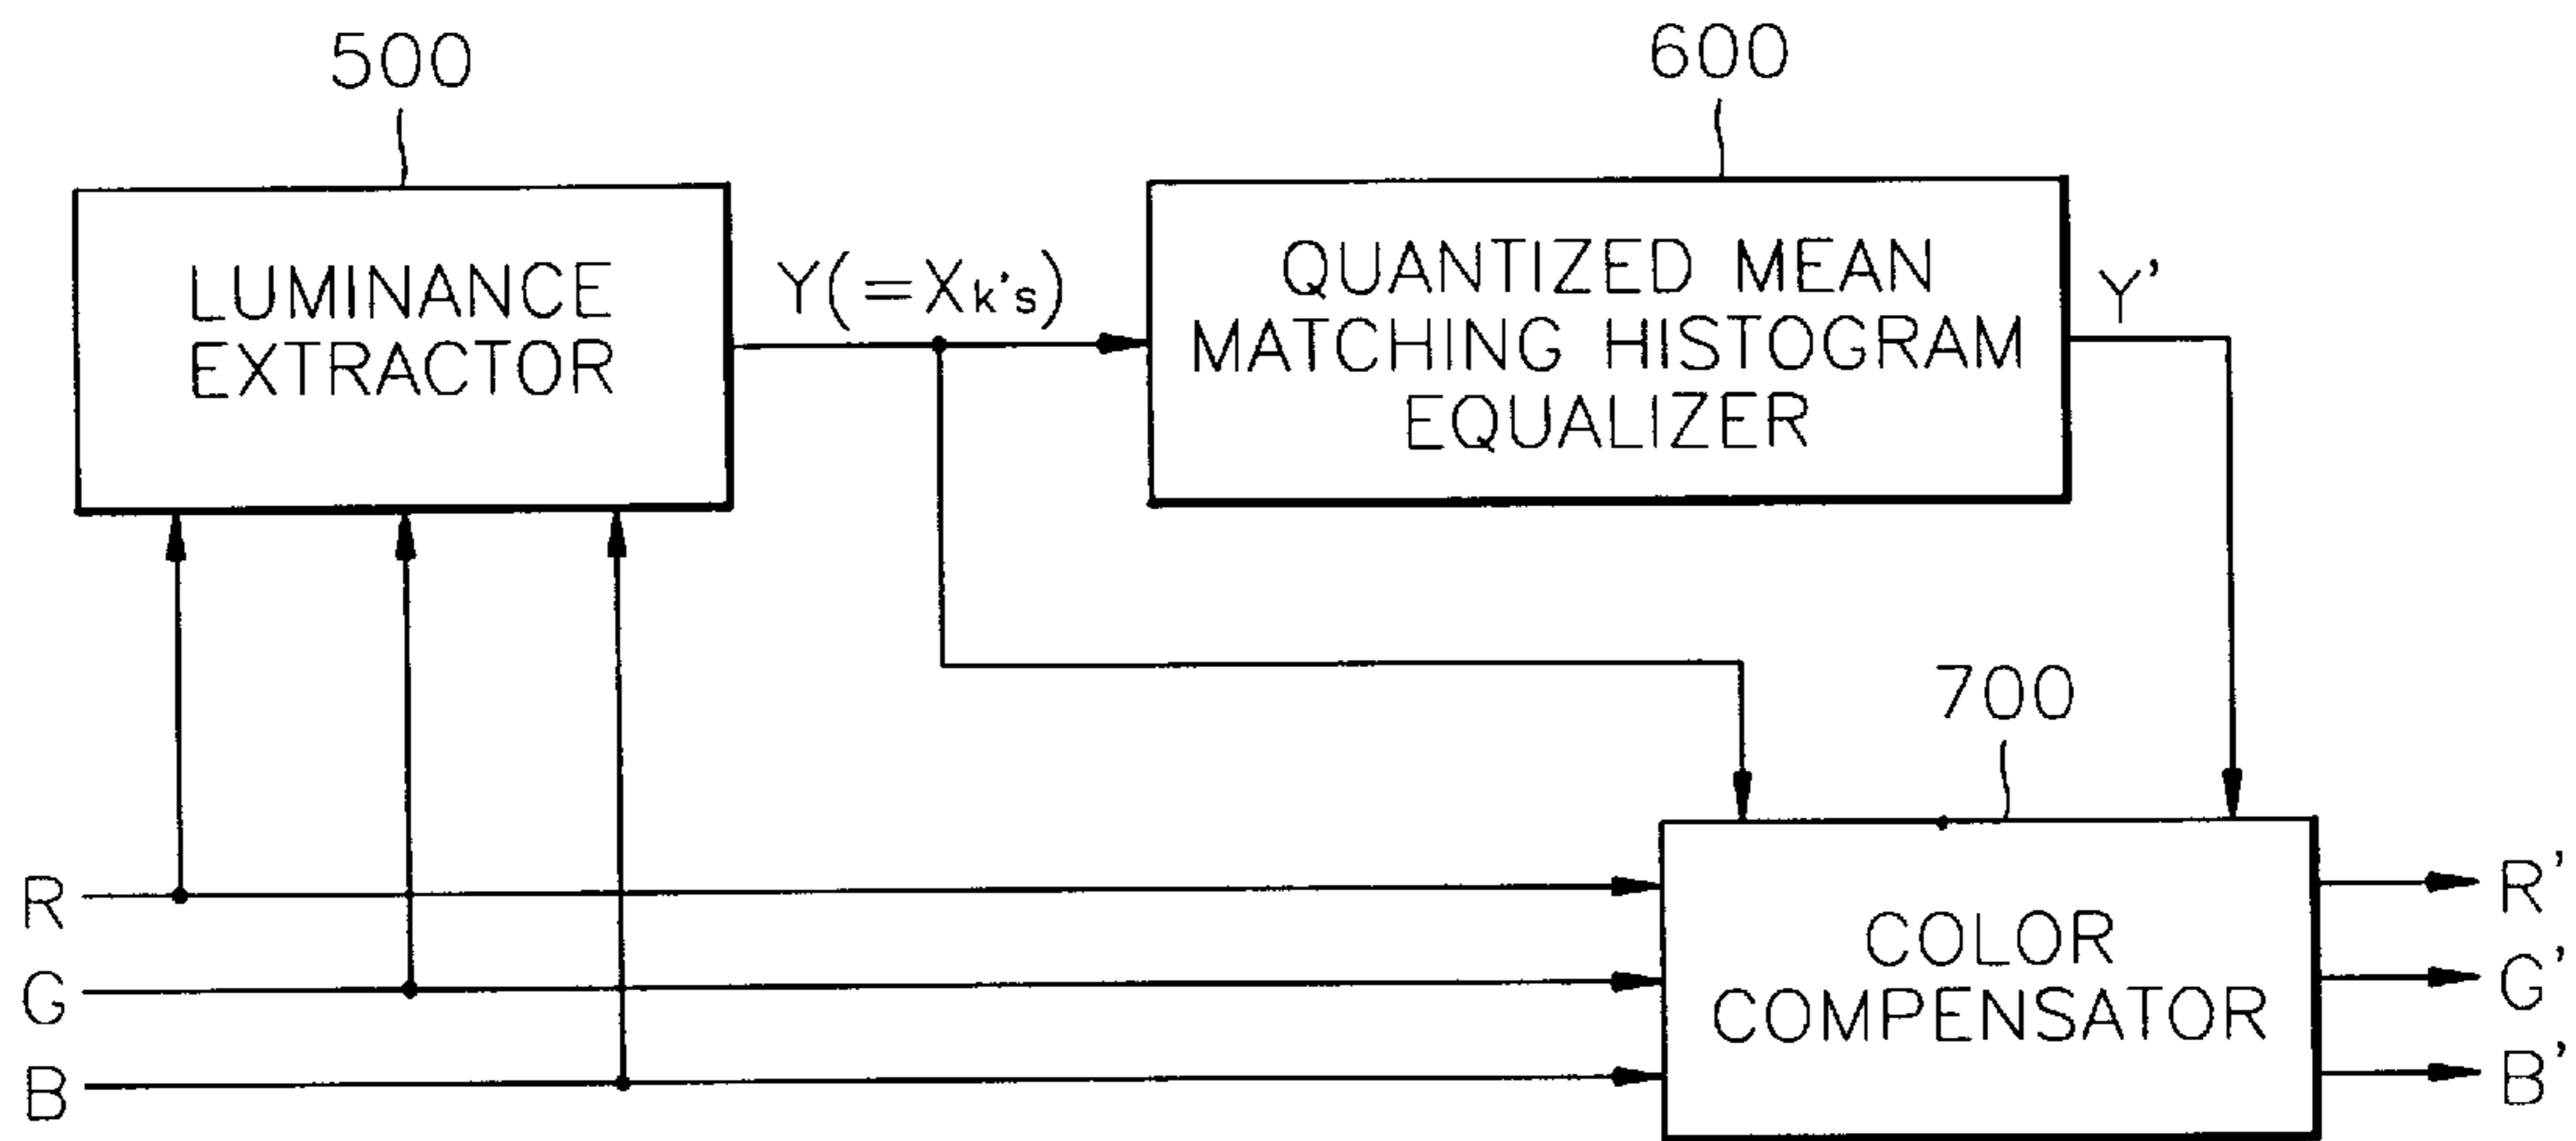 500
600
LUMINANCE
EXTRACTOR
Y(=Xk's)
QUANTIZED MEAN
MATCHING HISTOGRAM
EQUALIZER
Y'
700
R
G
B
COLOR
COMPENSATOR
R'
G'
B'